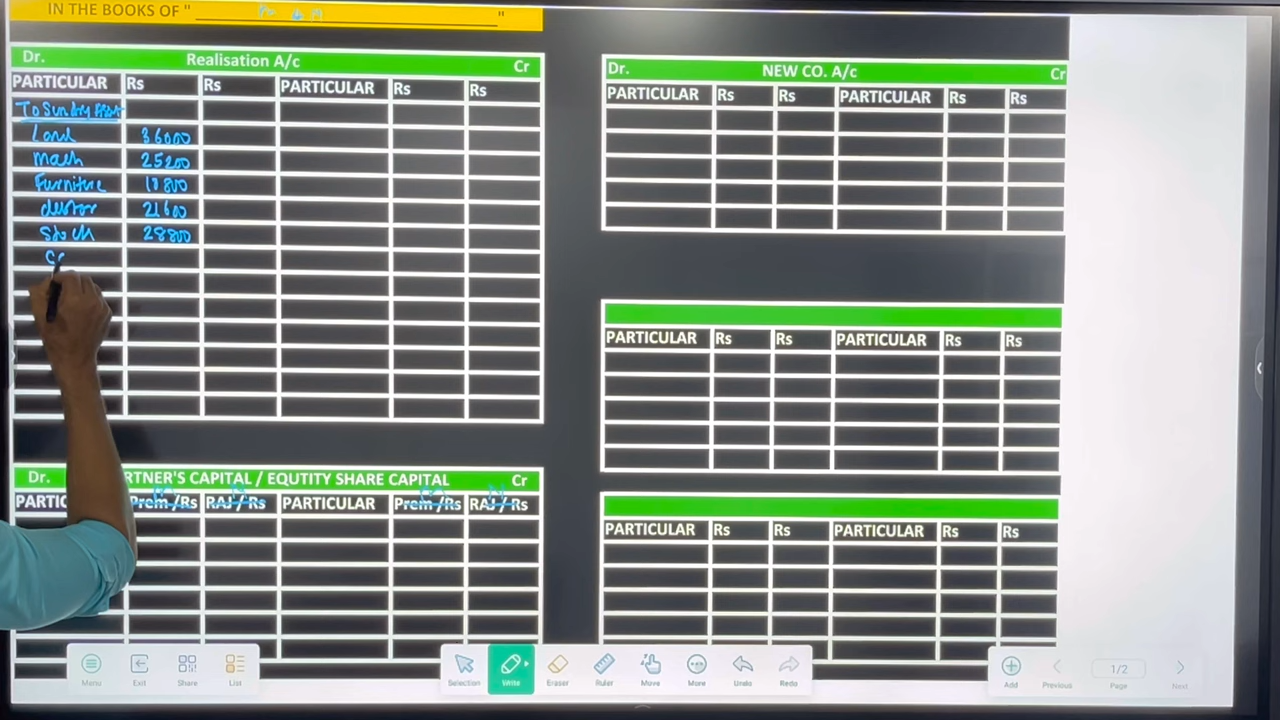 IN THE BOOKS OF " "
Dr. Realisation A/c Cr
PARTICULAR Rs Rs PARTICULAR Rs Rs
To Sundry Asset
Land 36000
Mach 25200
Furniture 10800
debtor 21600
Stock 28800
Dr. RTNER'S CAPITAL / EQUTITY SHARE CAPITAL Cr
PARTIC Prem /Rs RAJ / Rs PARTICULAR Prem /Rs RAJ / Rs
Dr. NEW CO. A/c Cr
PARTICULAR Rs Rs PARTICULAR Rs Rs
PARTICULAR Rs Rs PARTICULAR Rs Rs
PARTICULAR Rs Rs PARTICULAR Rs Rs
Menu Exit Share List
Selection Write Eraser Ruler Move More Undo Redo
Add Previous 1/2 Page Next